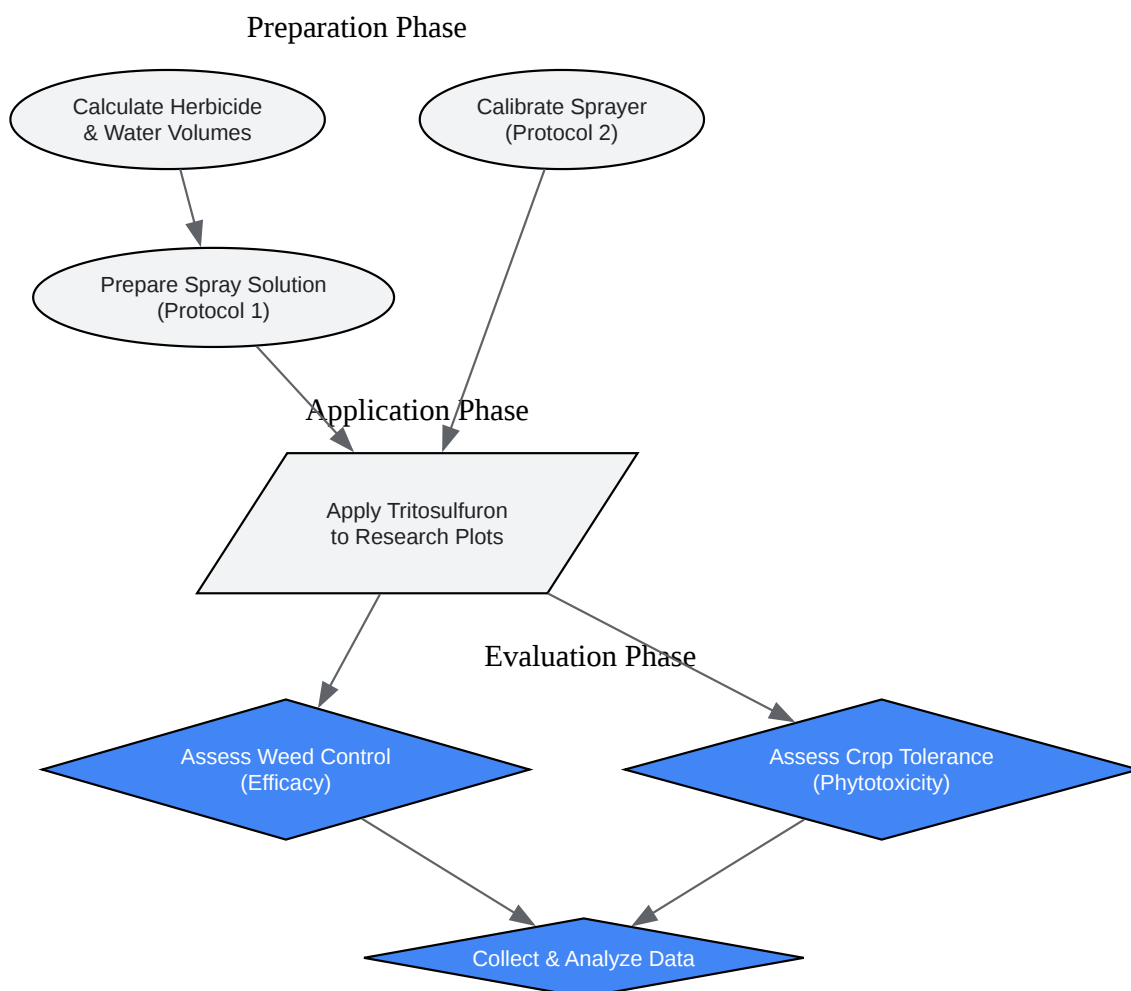 Preparation Phase
Calculate Herbicide
& Water Volumes
Calibrate Sprayer
(Protocol 2)
Prepare Spray Solution
(Protocol 1)
Application Phase
Apply Tritosulfuron
to Research Plots
Evaluation Phase
Assess Weed Control
(Efficacy)
Assess Crop Tolerance
(Phytotoxicity)
Collect & Analyze Data